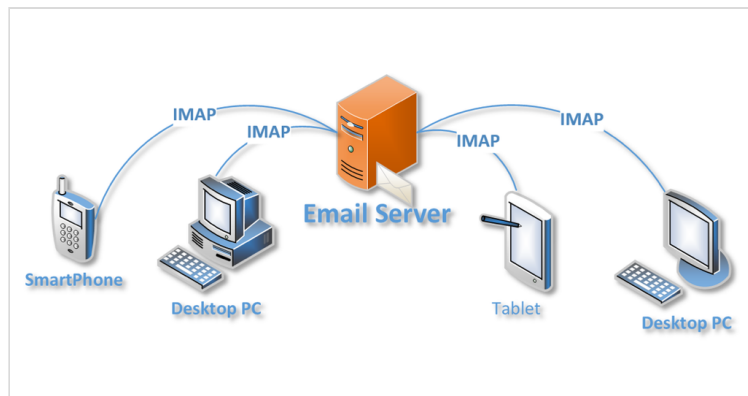 IMAP
IMAP
IMAP
IMAP
Email Server
SmartPhone
Desktop PC
Tablet
Desktop PC